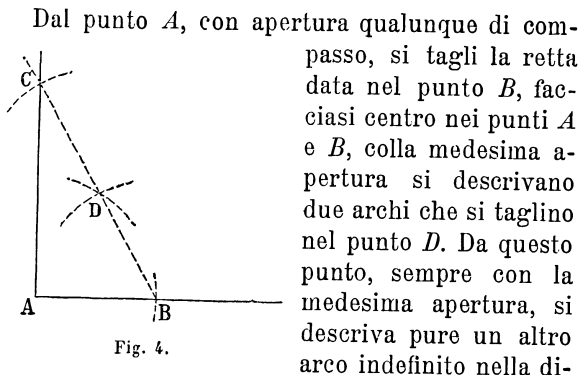 Dal punto A, con apertura qualunque di com-
passo, si tagli la retta
data nel punto B, fac-
ciasi centro nei punti A
e B, colla medesima a-
pertura si descrivano
due archi che si taglino
nel punto D. Da questo
punto, sempre con la
medesima apertura, si
descriva pure un altro
arco indefinito nella di-
C
D
A
B
Fig. 4.